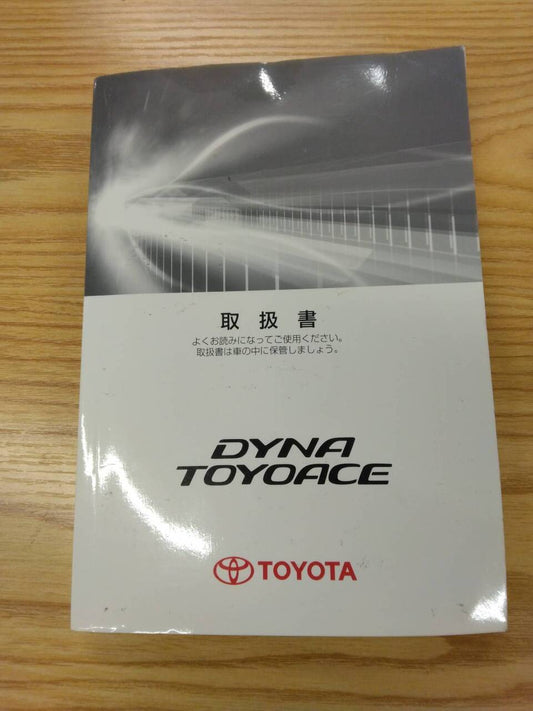 取扱書
よくお読みになってご使用ください。
取扱書は車の中に保管しましょう。
DYNA
TOYOACE
TOYOTA